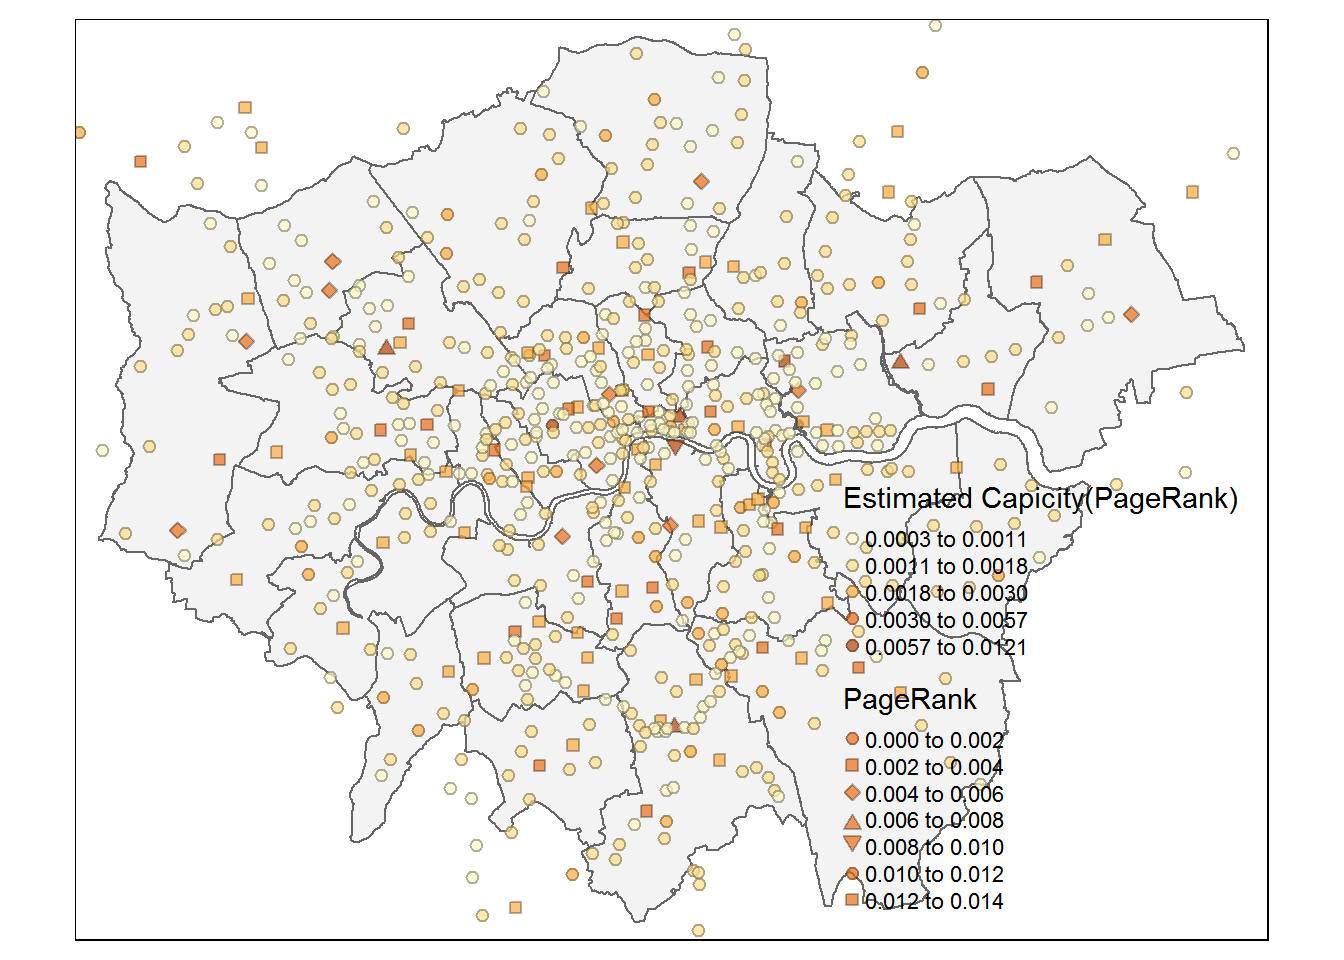 Estimated Capicity(PageRank)
0.0003 to 0.0011
0.0011 to 0.0018
0.0018 to 0.0030
0.0030 to 0.0057
0.0057 to 0.0121
PageRank
0.000 to 0.002
0.002 to 0.004
0.004 to 0.006
0.006 to 0.008
0.008 to 0.010
0.010 to 0.012
0.012 to 0.014